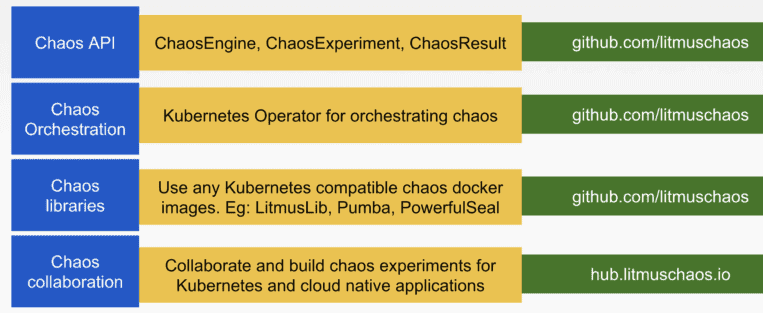 Chaos API
ChaosEngine, ChaosExperiment, ChaosResult
github.com/litmuschaos
Chaos
Orchestration
Kubernetes Operator for orchestrating chaos
github.com/litmuschaos
Chaos
libraries
Use any Kubernetes compatible chaos docker
images. Eg: LitmusLib, Pumba, PowerfulSeal
github.com/litmuschaos
Chaos
collaboration
Collaborate and build chaos experiments for
Kubernetes and cloud native applications
hub.litmuschaos.io